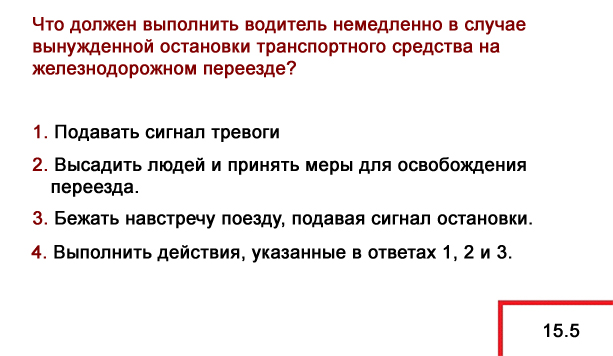 Что должен выполнить водитель немедленно в случае
вынужденной остановки транспортного средства на
железнодорожном переезде?
1. Подавать сигнал тревоги
2. Высадить людей и принять меры для освобождения
переезда.
3. Бежать навстречу поезду, подавая сигнал остановки.
4. Выполнить действия, указанные в ответах 1, 2 и 3.
15.5